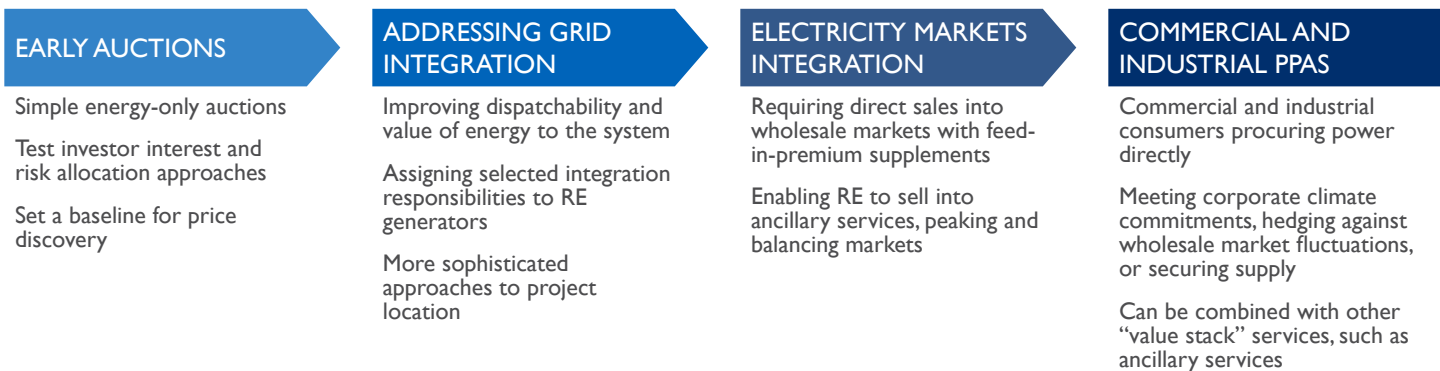 EARLY AUCTIONS
Simple energy-only auctions
Test investor interest and
risk allocation approaches
Set a baseline for price
discovery
ADDRESSING GRID
INTEGRATION
Improving dispatchability and
value of energy to the system
Assigning selected integration
responsibilities to RE
generators
More sophisticated
approaches to project
location
ELECTRICITY MARKETS
INTEGRATION
Requiring direct sales into
wholesale markets with feed-
in-premium supplements
Enabling RE to sell into
ancillary services, peaking and
balancing markets
COMMERCIAL AND
INDUSTRIAL PPAS
Commercial and industrial
consumers procuring power
directly
Meeting corporate climate
commitments, hedging against
wholesale market fluctuations,
or securing supply
Can be combined with other
“value stack” services, such as
ancillary services